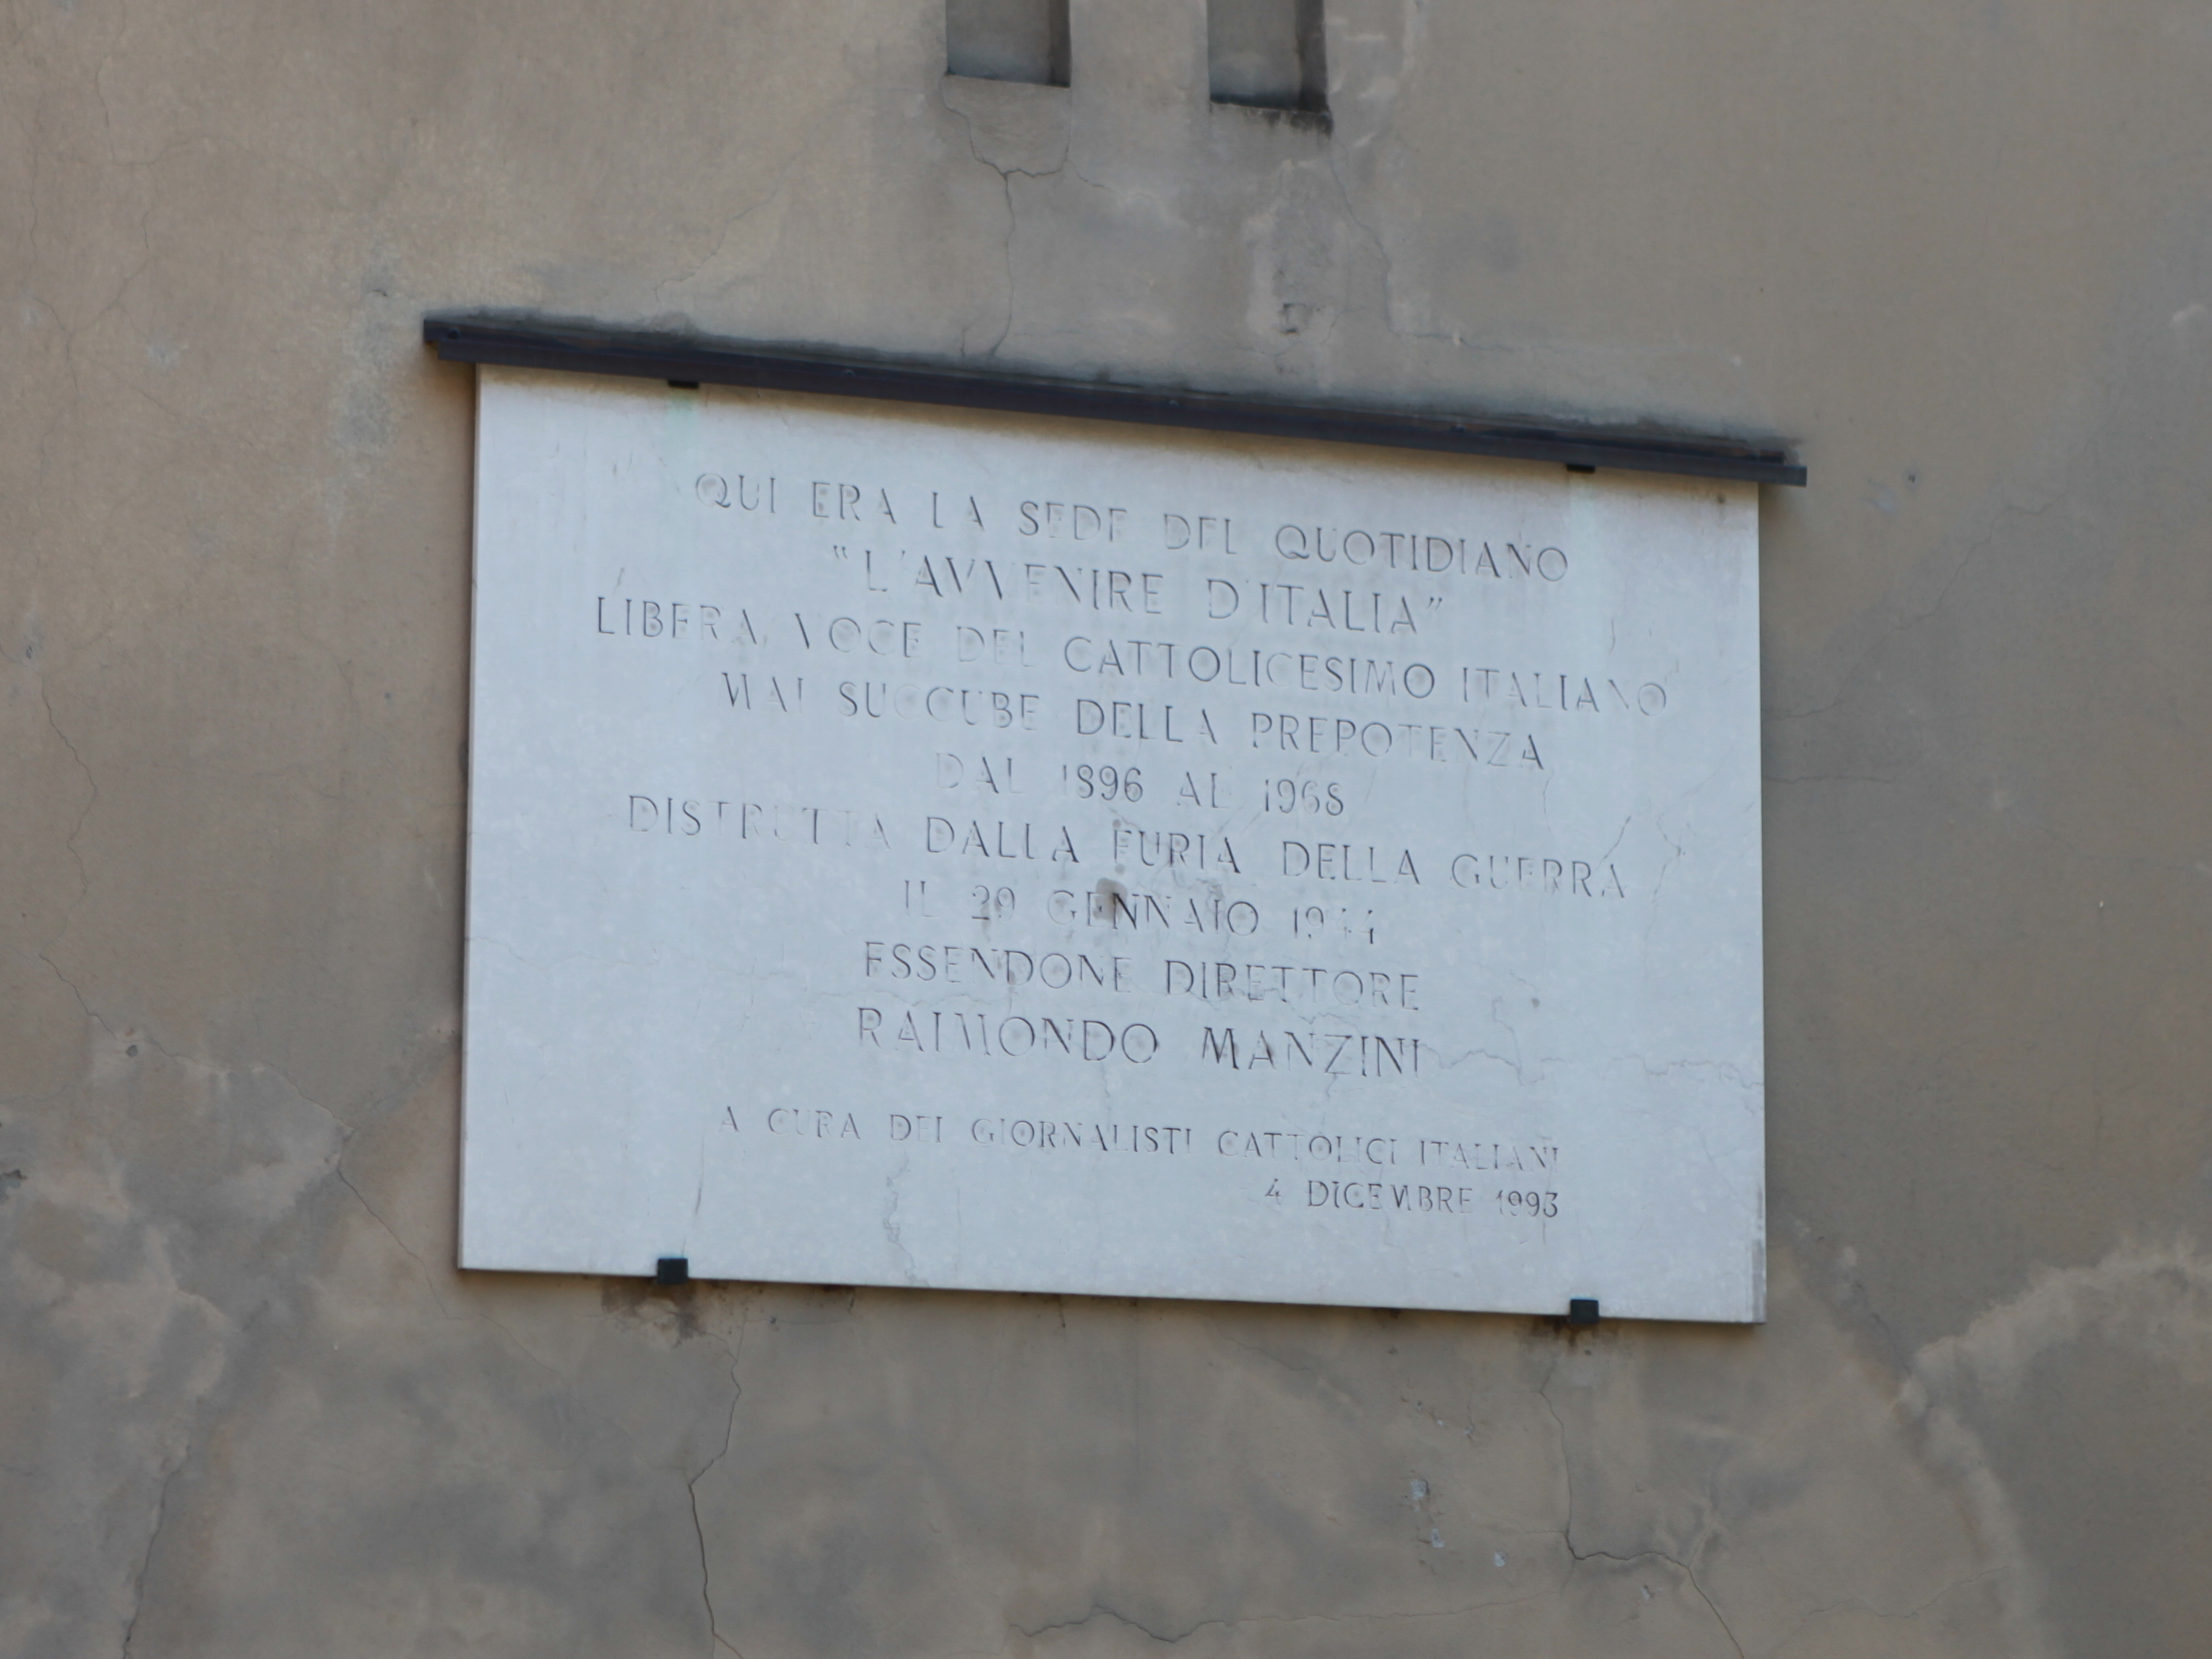 QUI ERA LA SEDE DEL QUOTIDIANO
"L'AVVENIRE D'ITALIA"
LIBERA VOCE DEL CATTOLICESIMO ITALIANO
MAI SUCCUBE DELLA PREPOTENZA
DAL 1896 AL 1968
DISTRUTTA DALLA FURIA DELLA GUERRA
IL 29 GENNAIO 1944
ESSENDONE DIRETTORE
RAIMONDO MANZINI
A CURA DEI GIORNALISTI CATTOLICI ITALIANI
4 DICEMBRE 1993